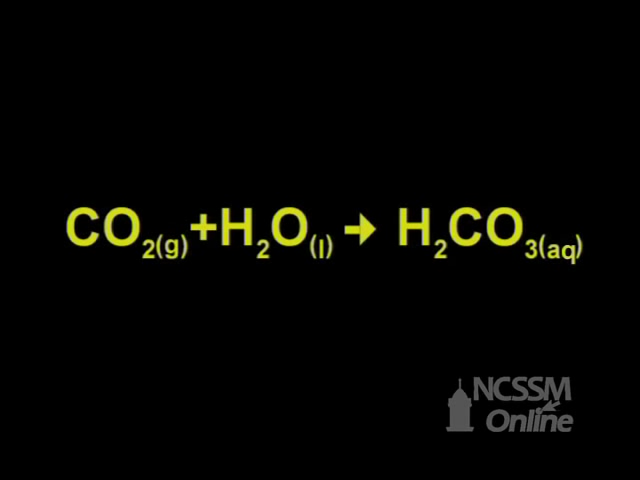 CO₂(g)+H₂O(l)➔ H₂CO₃(aq)
NCSSM
Online